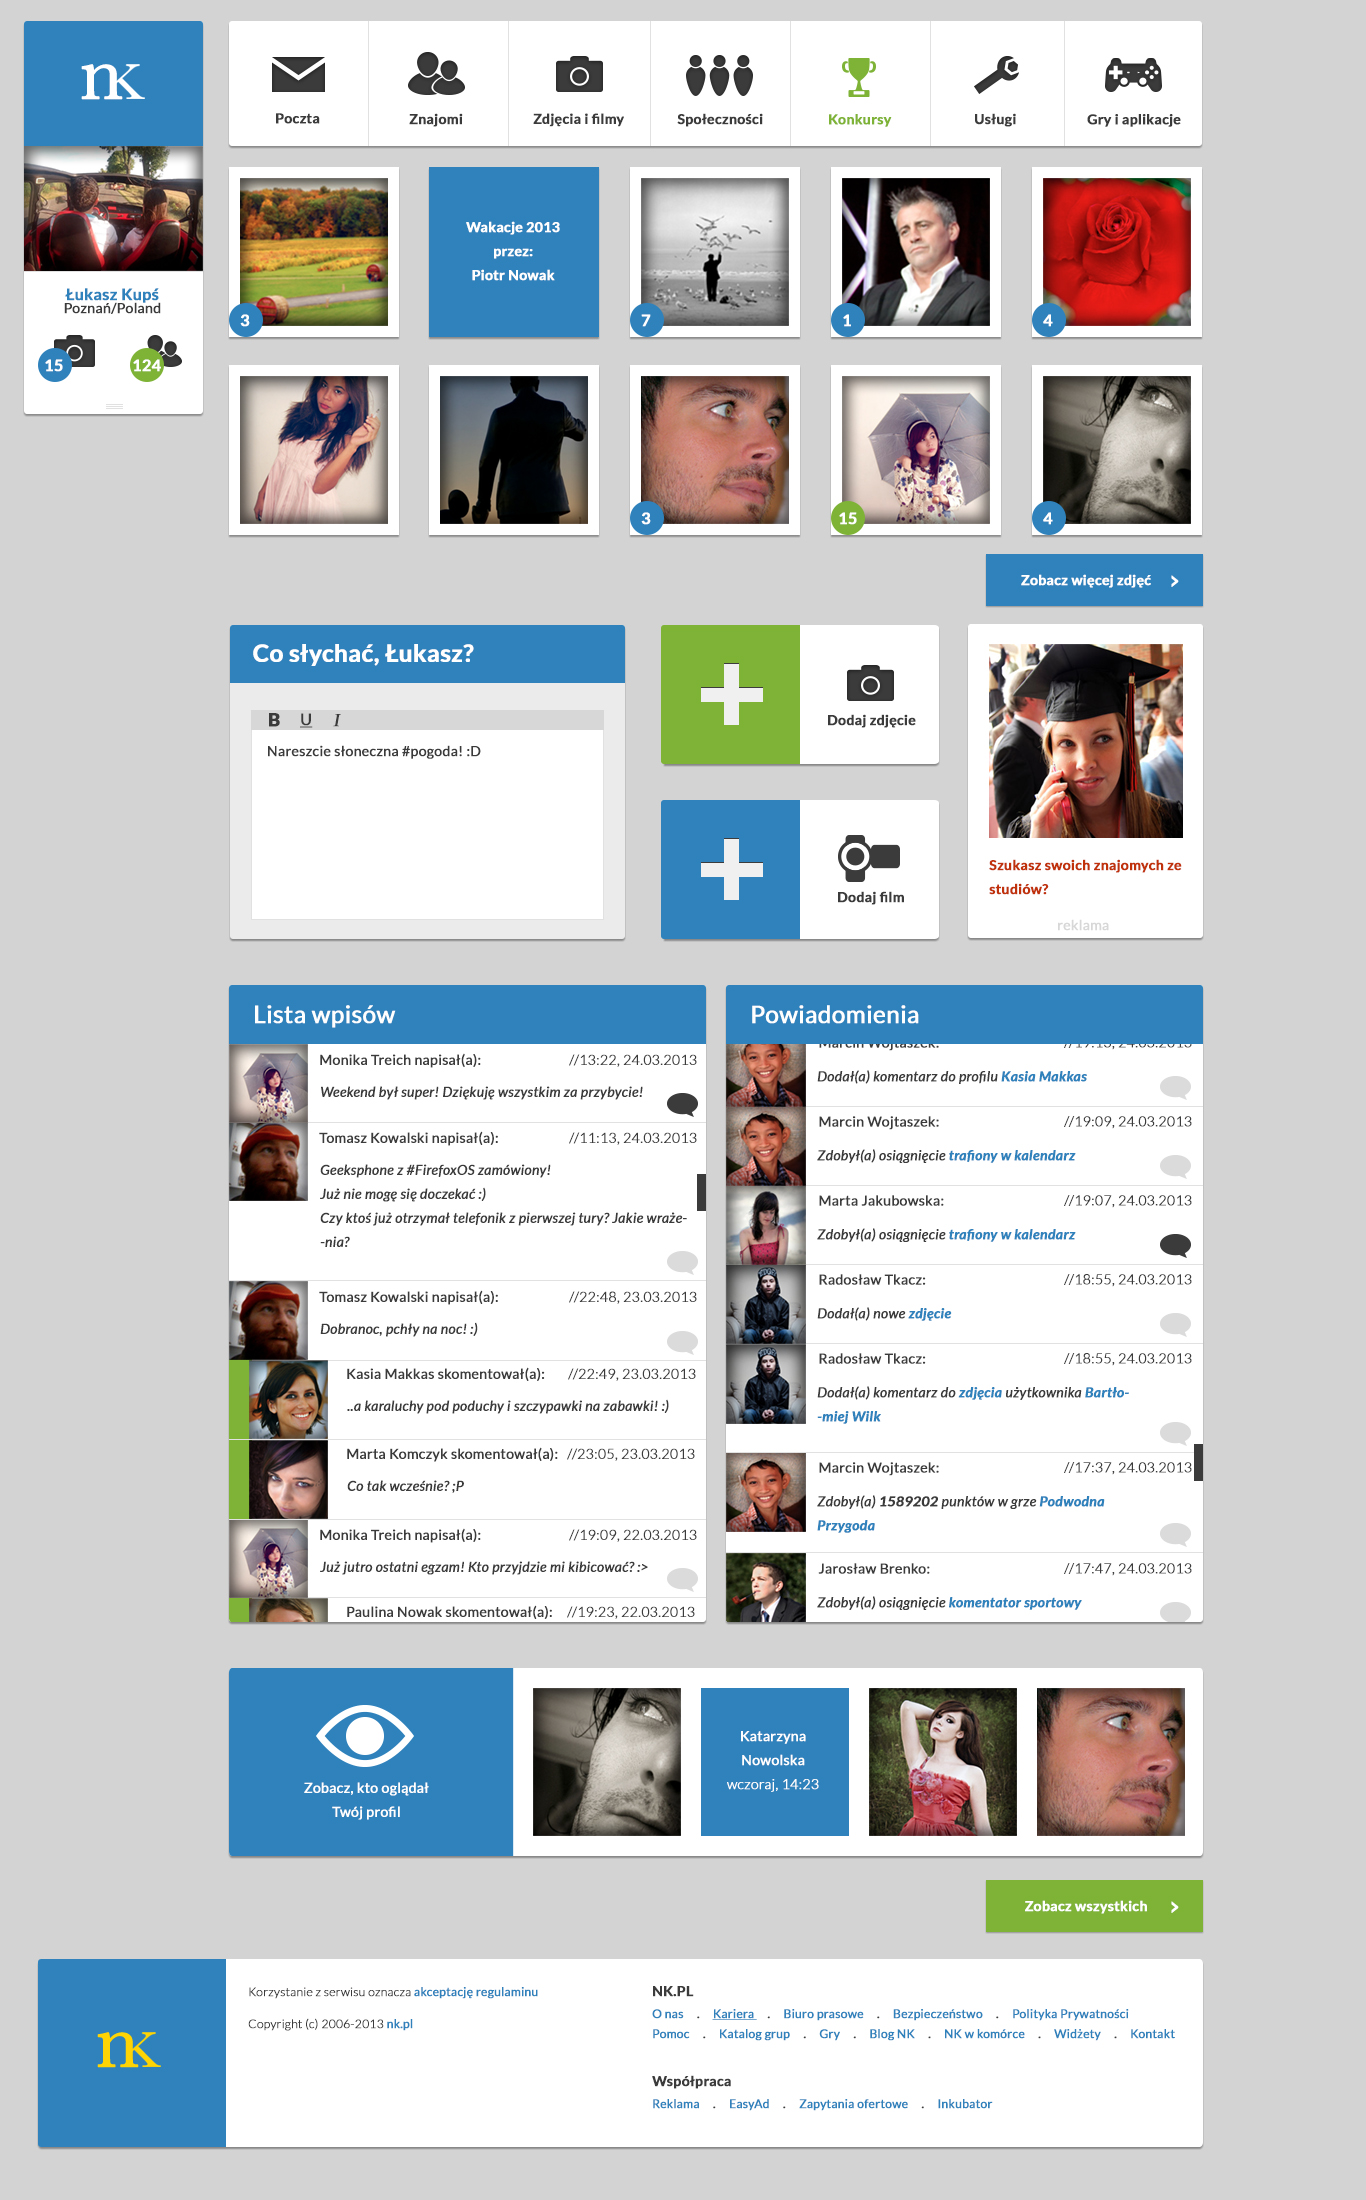 nk
Poczta
Znajomi
Zdjęcia i filmy
Społeczności
Konkursy
Usługi
Gry i aplikacje
Łukasz Kupś
Poznań/Poland
15
124
3
Wakacje 2013
przez:
Piotr Nowak
7
1
4
3
15
4
Zobacz więcej zdjęć
Co słychać, Łukasz?
B U I
Nareszcie słoneczna #pogoda! :D
Dodaj zdjęcie
Dodaj film
Szukasz swoich znajomych ze
studiów?
reklama
Lista wpisów
Monika Treich napisał(a): //13:22, 24.03.2013
Weekend był super! Dziękuję wszystkim za przybycie!
Tomasz Kowalski napisał(a): //11:13, 24.03.2013
Geeksphone z #FirefoxOS zamówiony!
Już nie mogę się doczekać :)
Czy ktoś już otrzymał telefonik z pierwszej tury? Jakie wraże-
-nia?
Tomasz Kowalski napisał(a): //22:48, 23.03.2013
Dobranoc, pchły na noc! :)
Kasia Makkas skomentował(a): //22:49, 23.03.2013
..a karaluchy pod poduchy i szczypawki na zabawki! :)
Marta Komczyk skomentował(a): //23:05, 23.03.2013
Co tak wcześnie? ;P
Monika Treich napisał(a): //19:09, 22.03.2013
Już jutro ostatni egzam! Kto przyjdzie mi kibicować? :>
Paulina Nowak skomentował(a): //19:23, 22.03.2013
Powiadomienia
Marcin Wojtaszek: //19:13, 24.03.2013
Dodał(a) komentarz do profilu Kasia Makkas
Marcin Wojtaszek: //19:09, 24.03.2013
Zdobył(a) osiągnięcie trafiony w kalendarz
Marta Jakubowska: //19:07, 24.03.2013
Zdobył(a) osiągnięcie trafiony w kalendarz
Radosław Tkacz: //18:55, 24.03.2013
Dodał(a) nowe zdjęcie
Radosław Tkacz: //18:55, 24.03.2013
Dodał(a) komentarz do zdjęcia użytkownika Bartło-
-miej Wilk
Marcin Wojtaszek: //17:37, 24.03.2013
Zdobył(a) 1589202 punktów w grze Podwodna
Przygoda
Jarosław Brenko: //17:47, 24.03.2013
Zdobył(a) osiągnięcie komentator sportowy
Zobacz, kto oglądał
Twój profil
Katarzyna
Nowolska
wczoraj, 14:23
Zobacz wszystkich
nk
Korzystanie z serwisu oznacza akceptację regulaminu
Copyright (c) 2006-2013 nk.pl
NK.PL
O nas . Kariera . Biuro prasowe . Bezpieczeństwo . Polityka Prywatności
Pomoc . Katalog grup . Gry . Blog NK . NK w komórce . Widżety . Kontakt
Współpraca
Reklama . EasyAd . Zapytania ofertowe . Inkubator